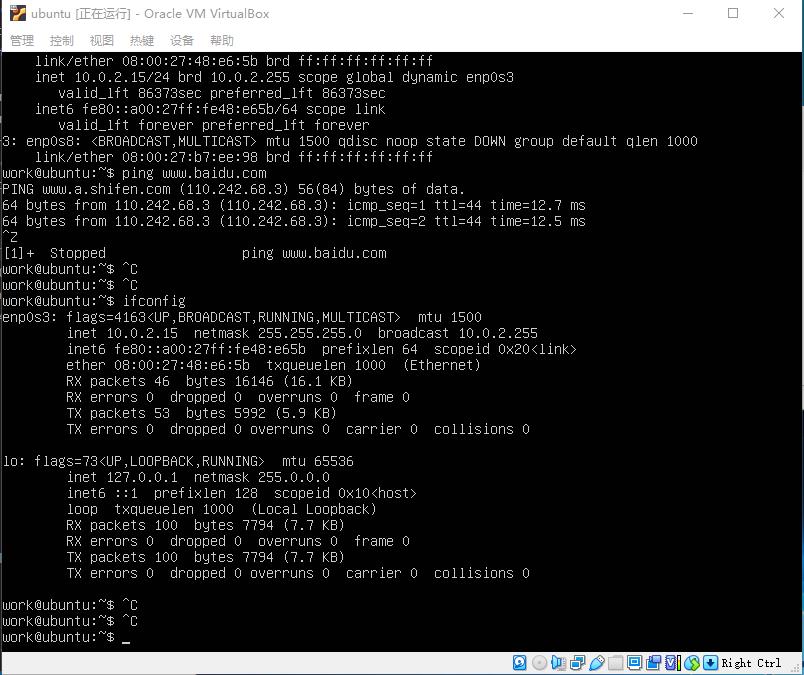 ubuntu [正在运行] - Oracle VM VirtualBox
管理 控制 视图 热键 设备 帮助
    link/ether 08:00:27:48:e6:5b brd ff:ff:ff:ff:ff:ff
    inet 10.0.2.15/24 brd 10.0.2.255 scope global dynamic enp0s3
       valid_lft 86373sec preferred_lft 86373sec
    inet6 fe80::a00:27ff:fe48:e65b/64 scope link
       valid_lft forever preferred_lft forever
3: enp0s8: <BROADCAST,MULTICAST> mtu 1500 qdisc noop state DOWN group default qlen 1000
    link/ether 08:00:27:b7:ee:98 brd ff:ff:ff:ff:ff:ff
work@ubuntu:~$ ping www.baidu.com
PING www.a.shifen.com (110.242.68.3) 56(84) bytes of data.
64 bytes from 110.242.68.3 (110.242.68.3): icmp_seq=1 ttl=44 time=12.7 ms
64 bytes from 110.242.68.3 (110.242.68.3): icmp_seq=2 ttl=44 time=12.5 ms
^Z
[1]+  Stopped                 ping www.baidu.com
work@ubuntu:~$ ^C
work@ubuntu:~$ ^C
work@ubuntu:~$ ifconfig
enp0s3: flags=4163<UP,BROADCAST,RUNNING,MULTICAST>  mtu 1500
        inet 10.0.2.15  netmask 255.255.255.0  broadcast 10.0.2.255
        inet6 fe80::a00:27ff:fe48:e65b  prefixlen 64  scopeid 0x20<link>
        ether 08:00:27:48:e6:5b  txqueuelen 1000  (Ethernet)
        RX packets 46  bytes 16146 (16.1 KB)
        RX errors 0  dropped 0  overruns 0  frame 0
        TX packets 53  bytes 5992 (5.9 KB)
        TX errors 0  dropped 0 overruns 0  carrier 0  collisions 0
lo: flags=73<UP,LOOPBACK,RUNNING>  mtu 65536
        inet 127.0.0.1  netmask 255.0.0.0
        inet6 ::1  prefixlen 128  scopeid 0x10<host>
        loop  txqueuelen 1000  (Local Loopback)
        RX packets 100  bytes 7794 (7.7 KB)
        RX errors 0  dropped 0  overruns 0  frame 0
        TX packets 100  bytes 7794 (7.7 KB)
        TX errors 0  dropped 0 overruns 0  carrier 0  collisions 0
work@ubuntu:~$ ^C
work@ubuntu:~$ ^C
work@ubuntu:~$ _
Right Ctrl